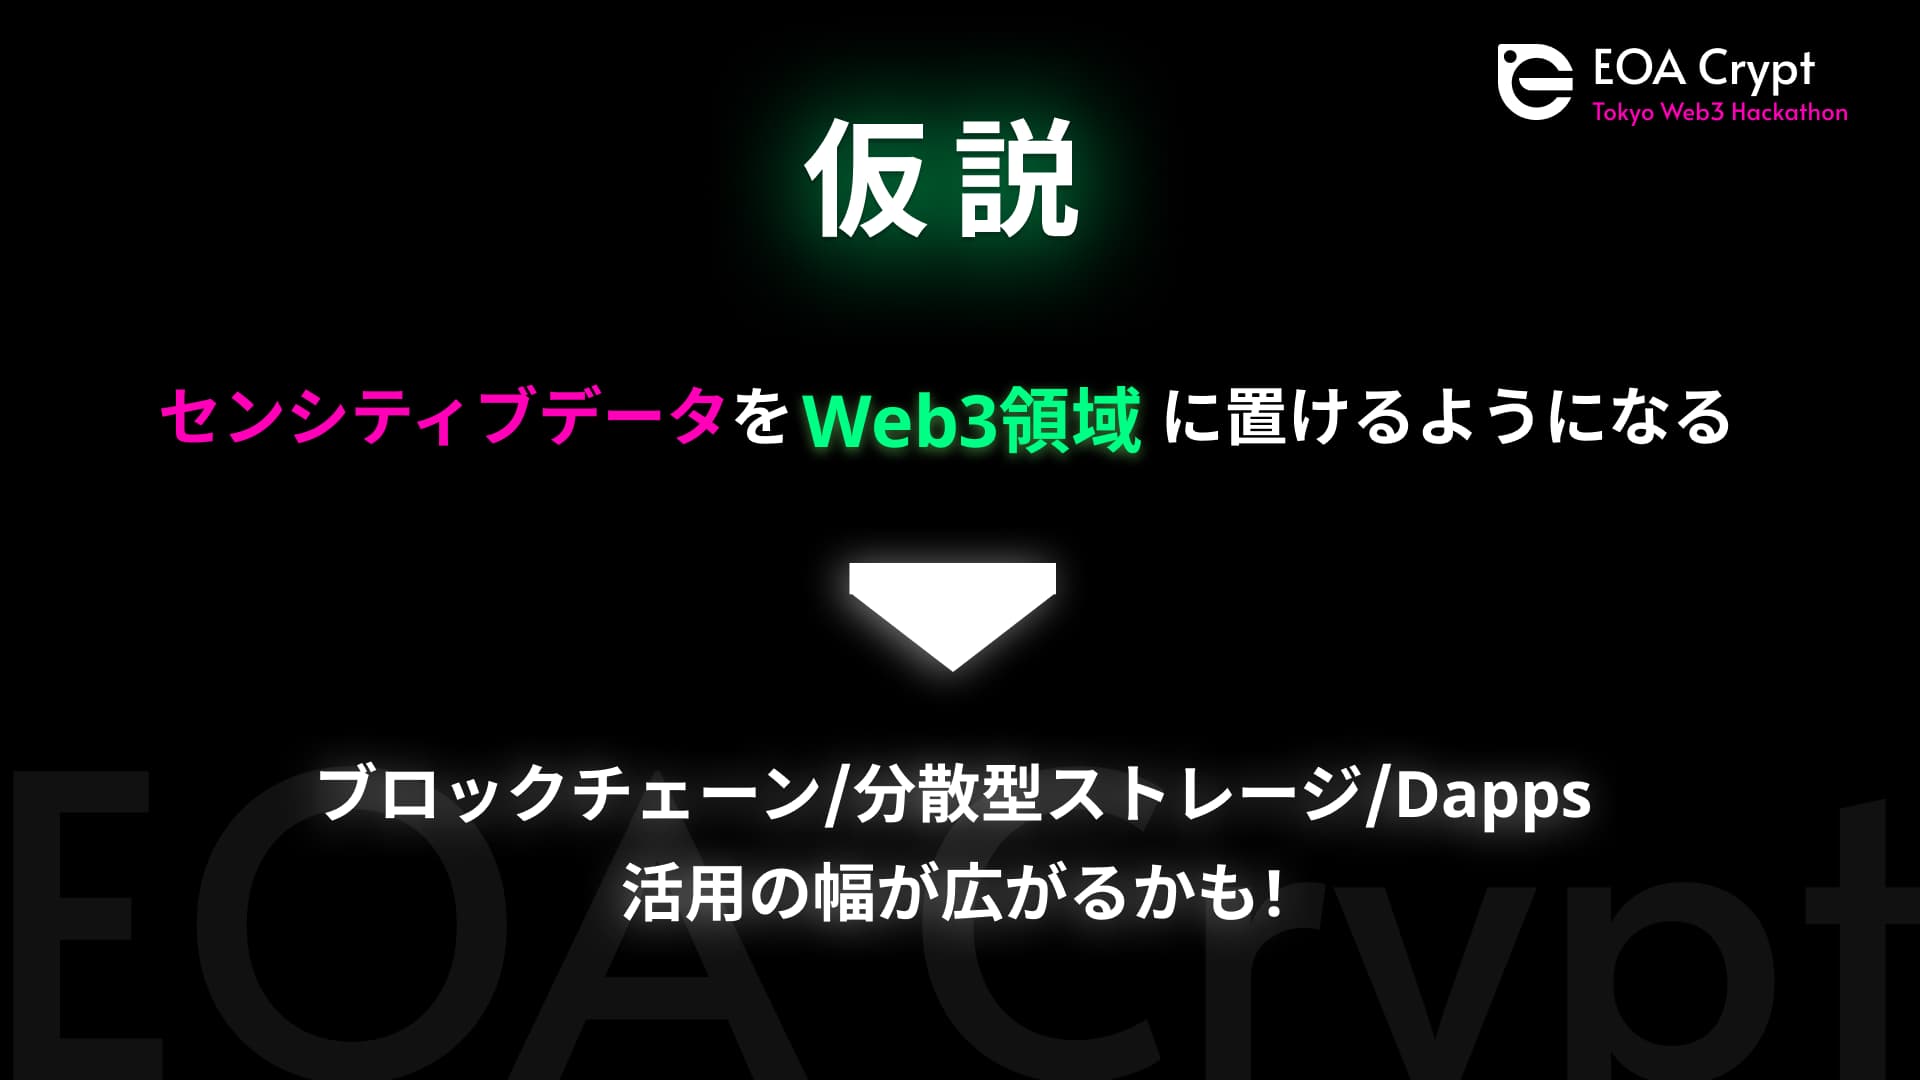 EOA Crypt
Tokyo Web3 Hackathon
仮説
センシティブデータをWeb3領域に置けるようになる
ブロックチェーン/分散型ストレージ/Dapps
活用の幅が広がるかも!
EOA Crypt